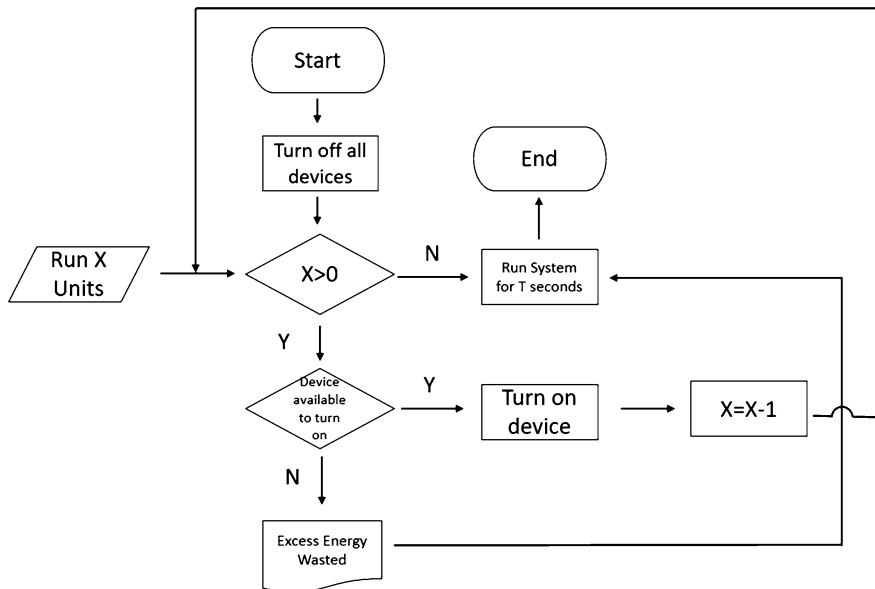 Start
Turn off all
devices
End
Run X
Units
X>0
N
Run System
for T seconds
Y
Device
available
to turn
on
Y
Turn on
device
X=X-1
N
Excess Energy
Wasted